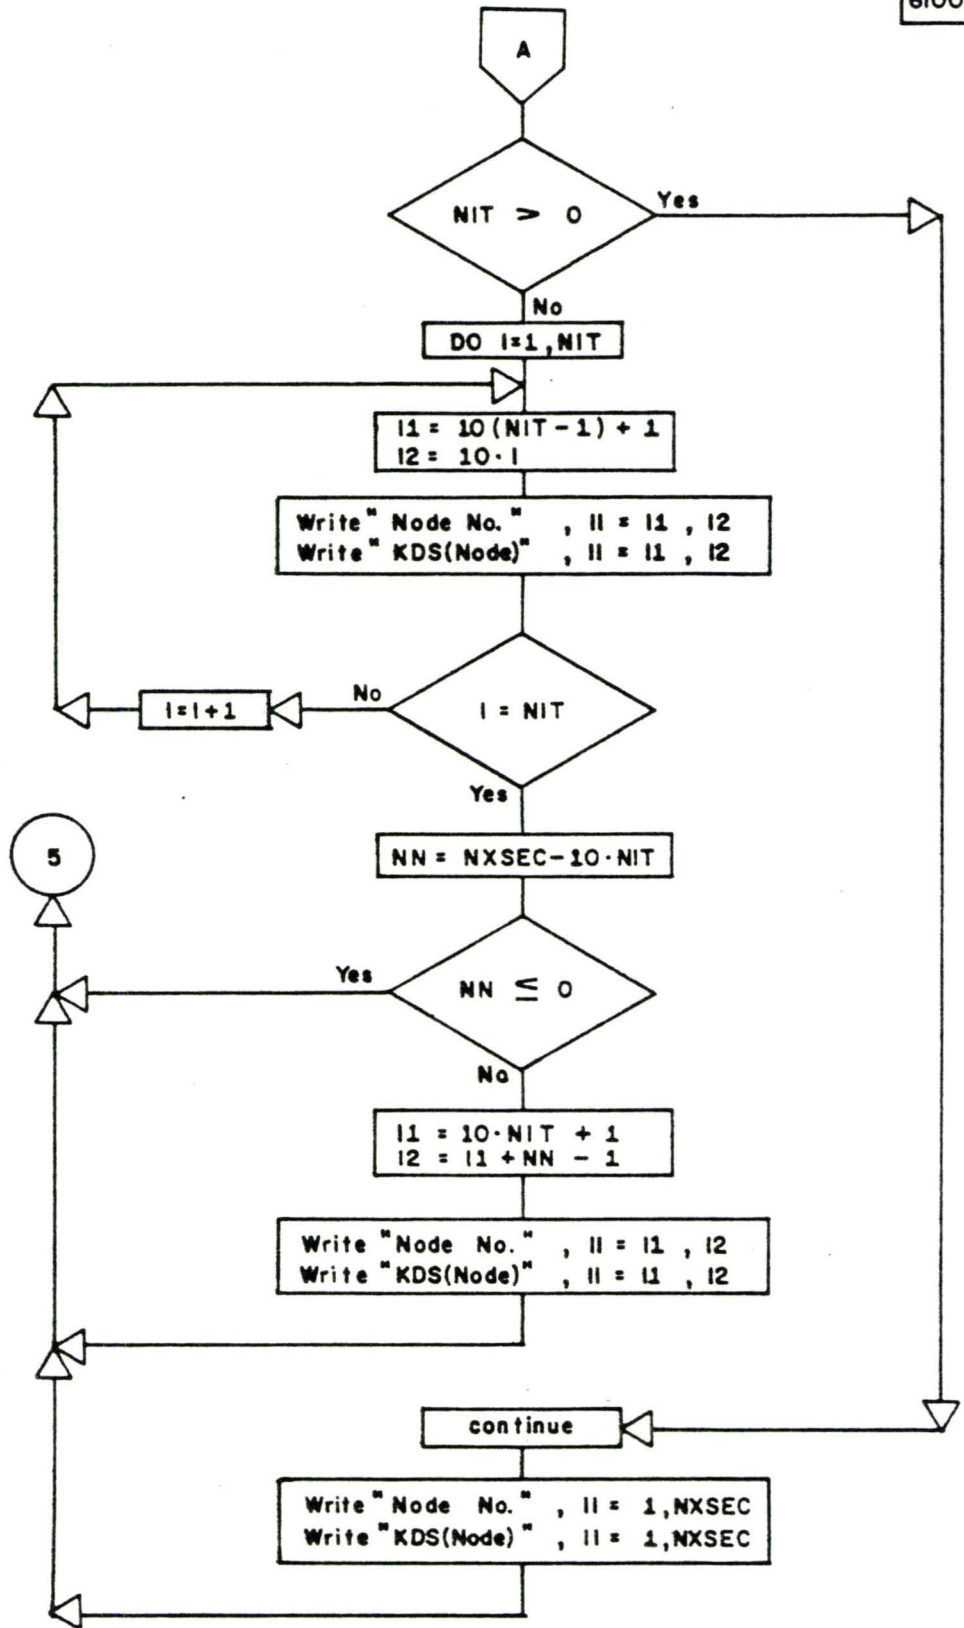 6100
A
NIT > 0
Yes
No
DO I=1,NIT
I1 = 10(NIT-1) + 1
I2 = 10·I
Write "Node No." , II = I1 , I2
Write "KDS(Node)" , II = I1 , I2
No
I=I+1
I = NIT
Yes
5
NN = NXSEC-10·NIT
Yes
NN ≤ 0
No
I1 = 10·NIT + 1
I2 = I1 + NN - 1
Write "Node No." , II = I1 , I2
Write "KDS(Node)" , II = I1 , I2
continue
Write "Node No." , II = 1,NXSEC
Write "KDS(Node)" , II = 1,NXSEC